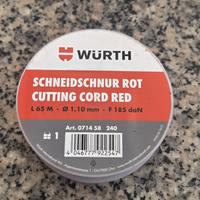 WÜRTH
SCHNEIDSCHNUR ROT
CUTTING CORD RED
L 65 M - Ø 1,10 mm - F 185 daN
Art. 0714 58 240
1
4 046777 922547